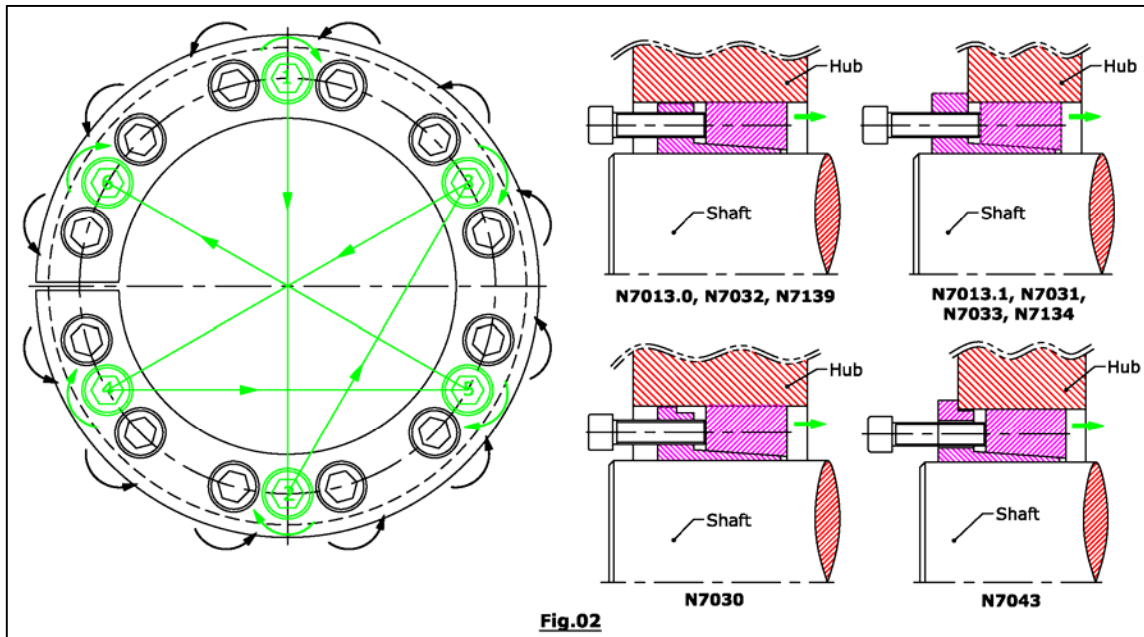 1
6
3
4
5
2
Hub
Shaft
N7013.0, N7032, N7139
Hub
Shaft
N7013.1, N7031,
N7033, N7134
Hub
Shaft
N7030
Hub
Shaft
N7043
Fig.02